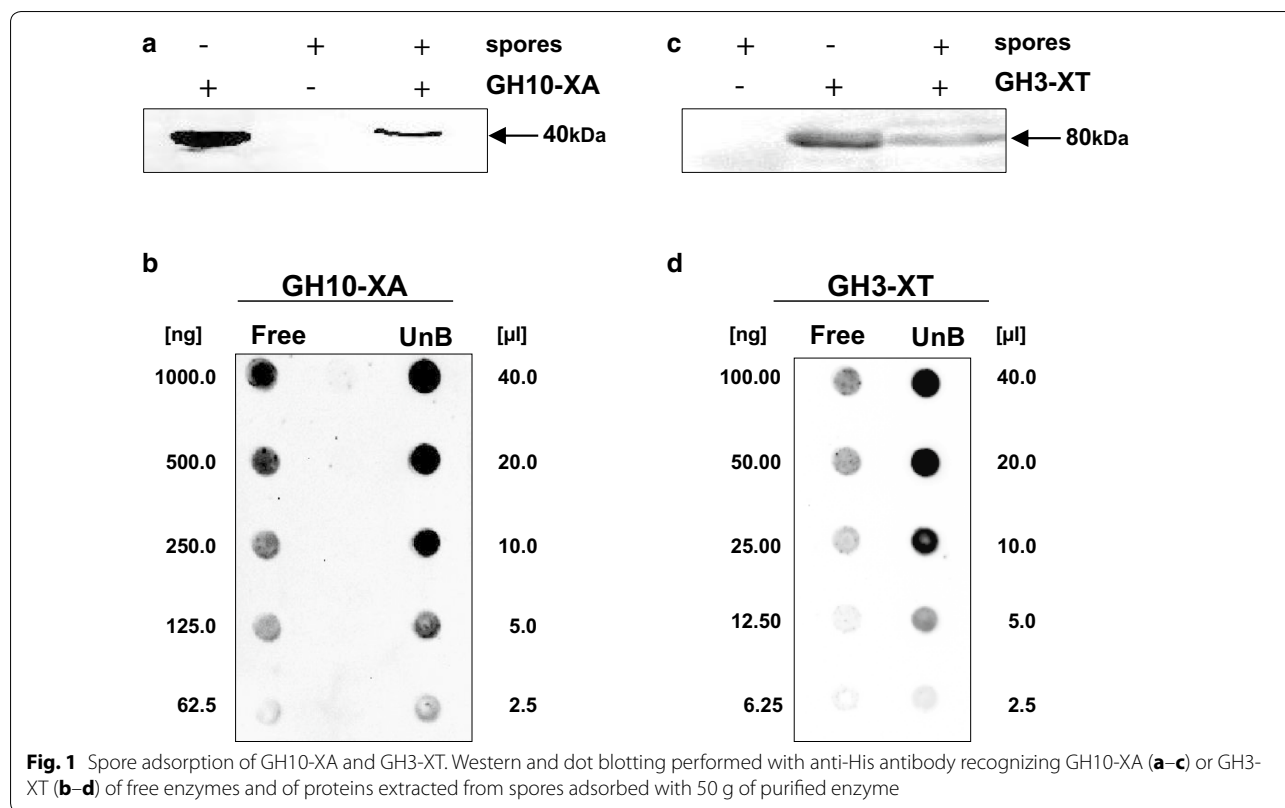 a - + + spores
+ - + GH10-XA
40kDa
c + - + spores
- + + GH3-XT
80kDa
b
GH10-XA
[ng] Free UnB [µl]
1000.0 40.0
500.0 20.0
250.0 10.0
125.0 5.0
62.5 2.5
d
GH3-XT
[ng] Free UnB [µl]
100.00 40.0
50.00 20.0
25.00 10.0
12.50 5.0
6.25 2.5
Fig. 1 Spore adsorption of GH10-XA and GH3-XT. Western and dot blotting performed with anti-His antibody recognizing GH10-XA (a–c) or GH3-
XT (b–d) of free enzymes and of proteins extracted from spores adsorbed with 50 g of purified enzyme